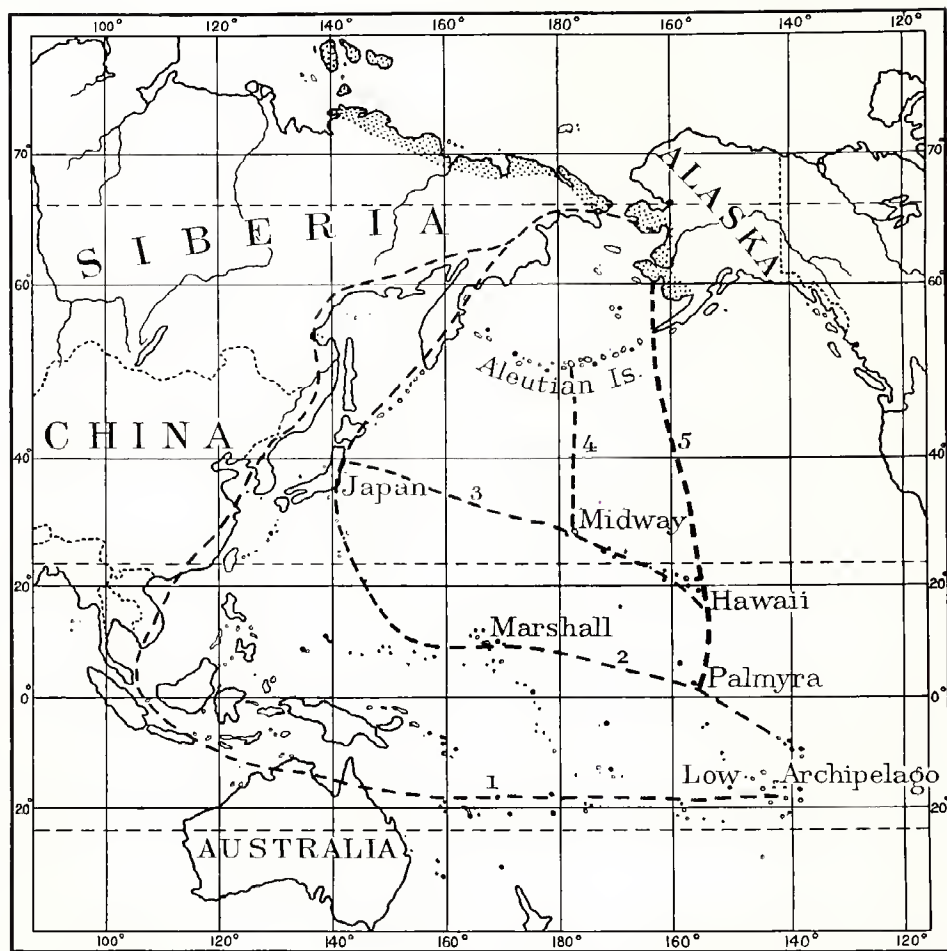 100° 120° 140° 160° 180° 160° 140° 120°
70° 70°
ALASKA
SIBERIA
60° 60°
Aleutian Is.
CHINA
4 5
40° 40°
Japan 3
Midway
20° 20°
Hawaii
Marshall
2
Palmyra
0° 0°
Low Archipelago
1
20° 20°
AUSTRALIA
100° 120° 140° 160° 180° 160° 140° 120°